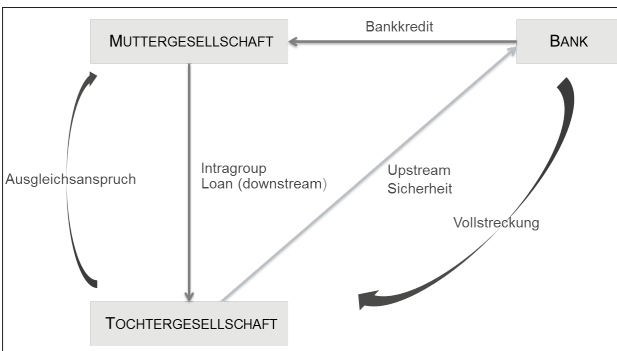 Bankkredit
MUTTERGESELLSCHAFT
BANK
Ausgleichsanspruch
Intragroup
Loan (downstream)
Upstream
Sicherheit
Vollstreckung
TOCHTERGESELLSCHAFT